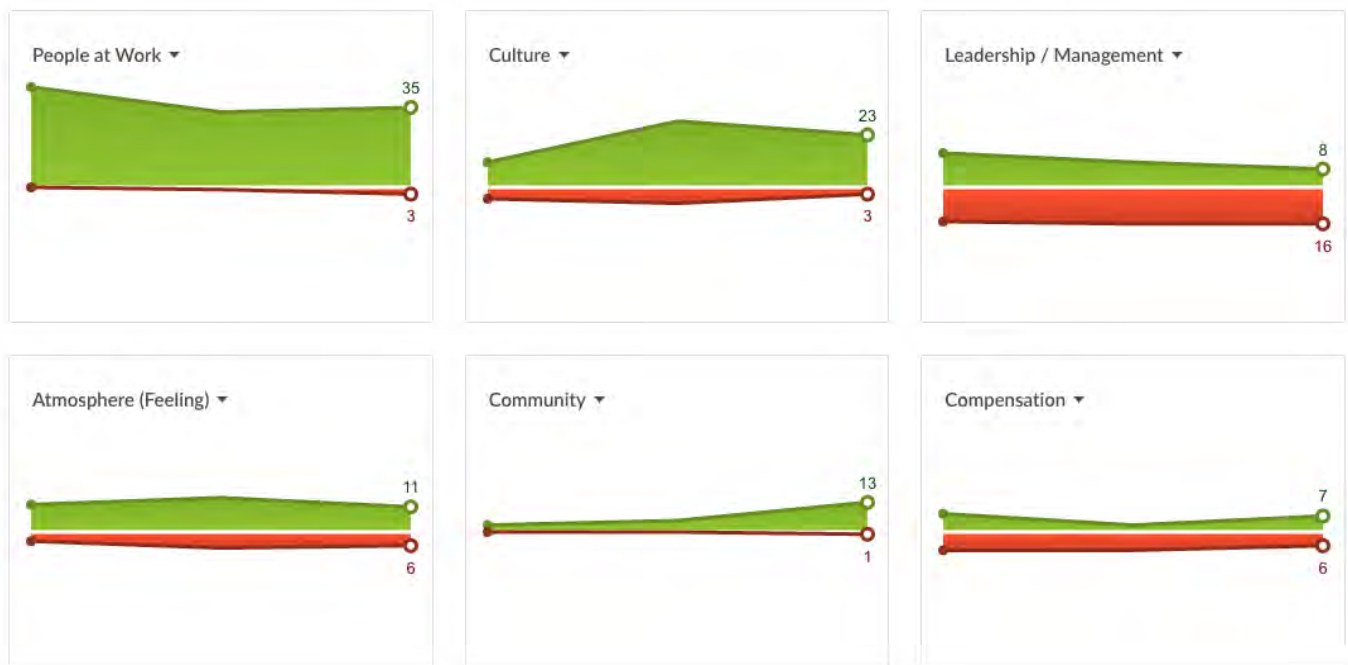 People at Work
35
3
Culture
23
3
Leadership / Management
8
16
Atmosphere (Feeling)
11
6
Community
13
1
Compensation
7
6